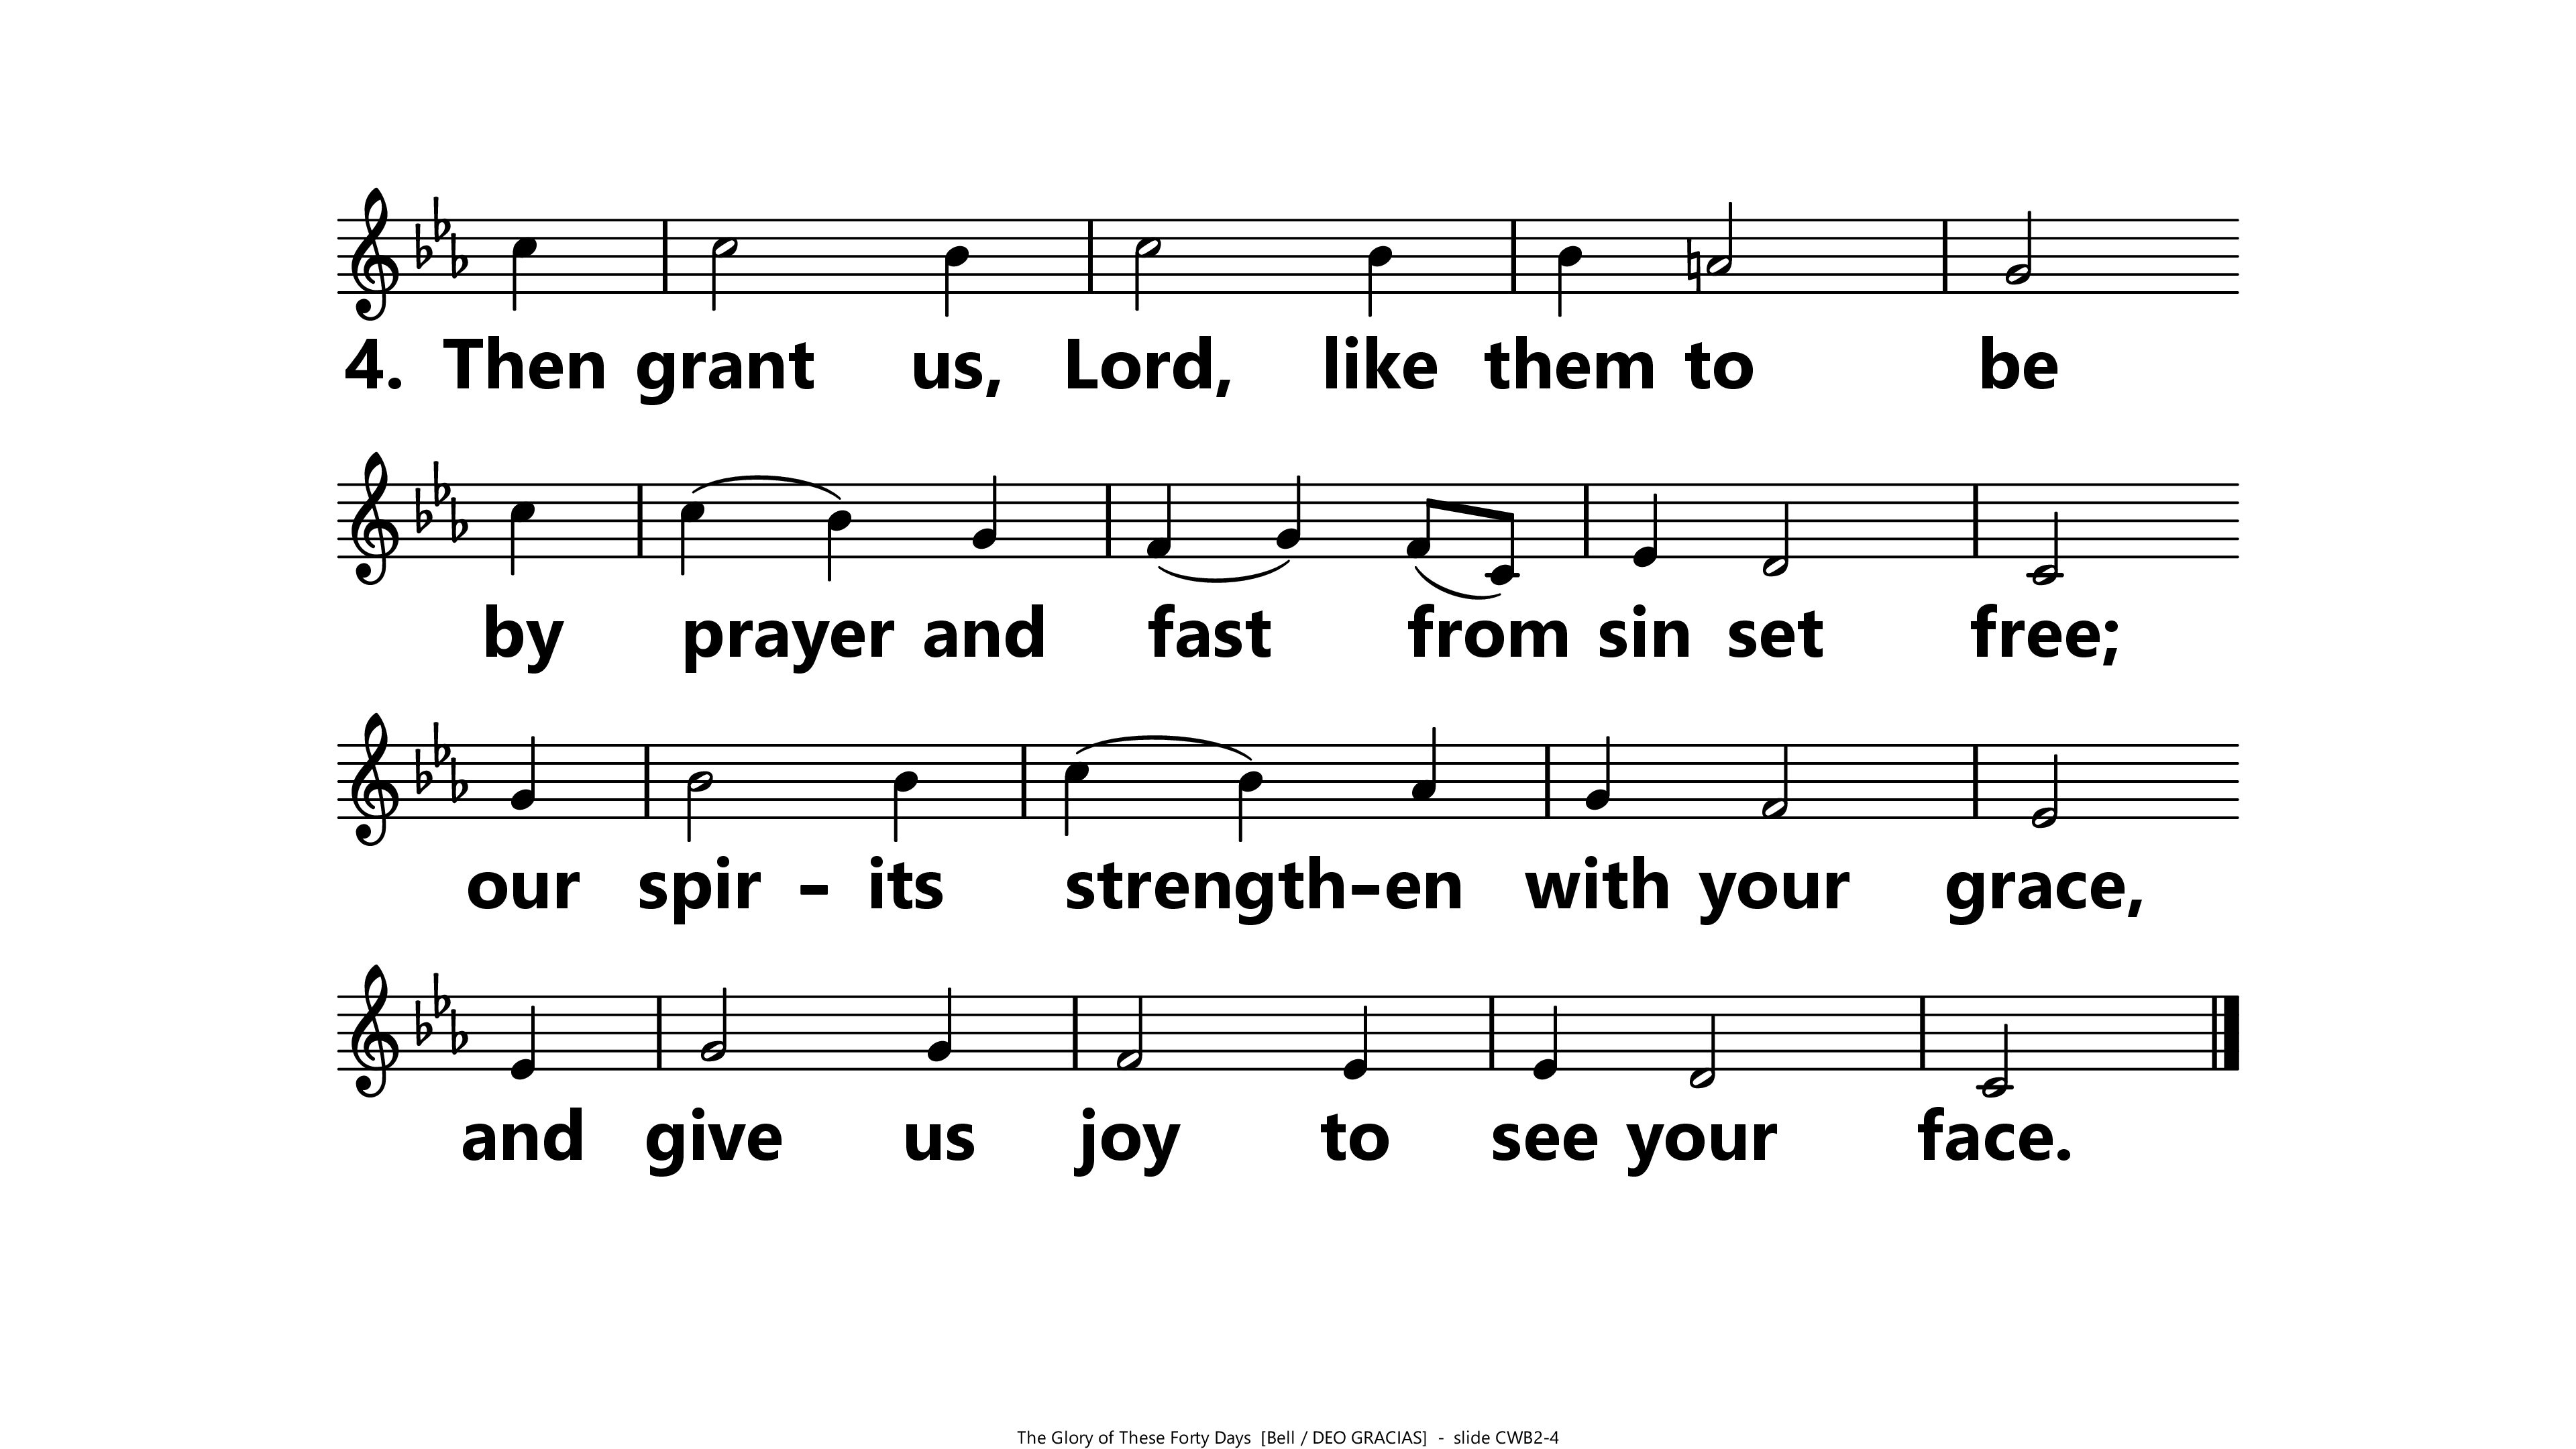 4. Then grant us, Lord, like them to be
by prayer and fast from sin set free;
our spir - its strength-en with your grace,
and give us joy to see your face.
The Glory of These Forty Days [Bell / DEO GRACIAS] - slide CWB2-4